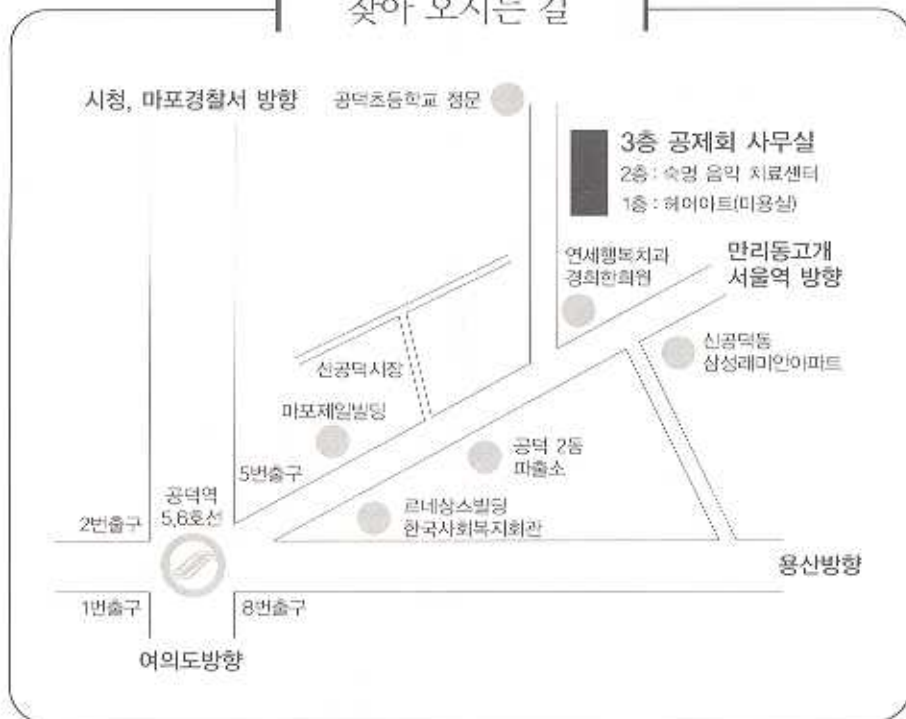 찾아 오시는 길
시청, 마포경찰서 방향
공덕초등학교 정문
3층 공제회 사무실
2층 : 숙명 음악 치료센터
1층 : 헤어아트(미용실)
연세행복치과
경희한의원
만리동고개
서울역 방향
신공덕동
삼성래미안아파트
신공덕시장
마포제일빌딩
공덕 2동
파출소
5번출구
르네상스빌딩
한국사회복지회관
공덕역
5,6호선
2번출구
용산방향
1번출구
8번출구
여의도방향